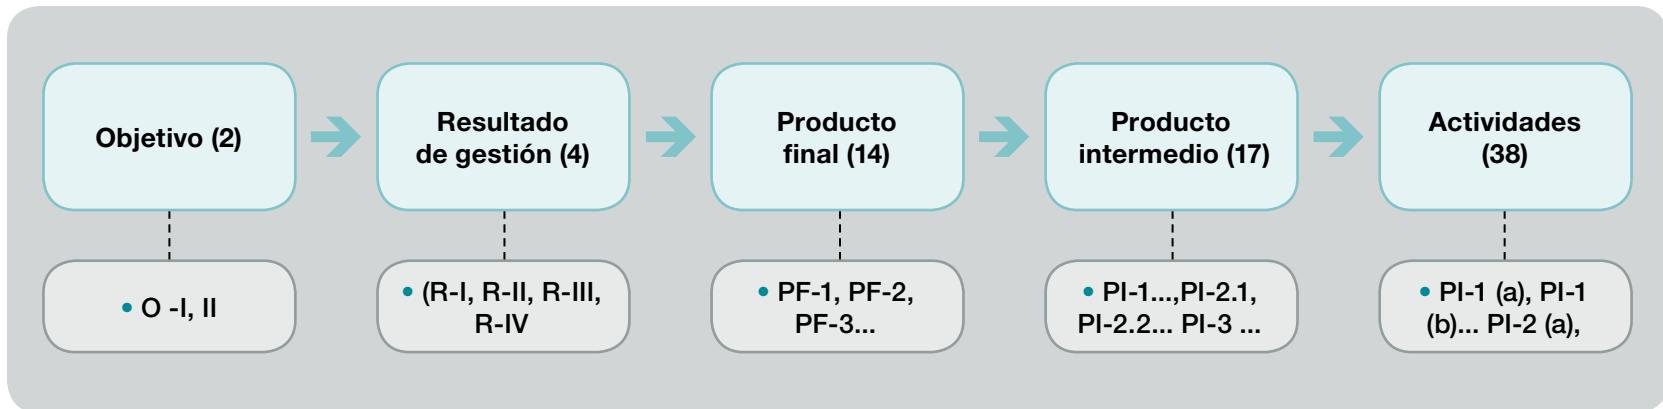 Objetivo (2)
Resultado
de gestión (4)
Producto
final (14)
Producto
intermedio (17)
Actividades
(38)
• O -I, II
• (R-I, R-II, R-III,
R-IV
• PF-1, PF-2,
PF-3...
• PI-1...,PI-2.1,
PI-2.2... PI-3 ...
• PI-1 (a), PI-1
(b)... PI-2 (a),